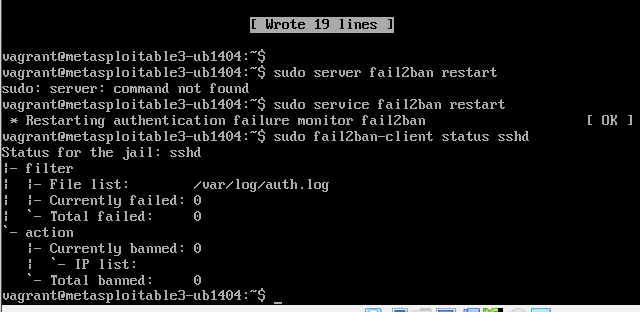 [ Wrote 19 lines ]
vagrant@metasploitable3-ub1404:~$
vagrant@metasploitable3-ub1404:~$ sudo server fail2ban restart
sudo: server: command not found
vagrant@metasploitable3-ub1404:~$ sudo service fail2ban restart
 * Restarting authentication failure monitor fail2ban [ OK ]
vagrant@metasploitable3-ub1404:~$ sudo fail2ban-client status sshd
Status for the jail: sshd
|- filter
|  |- File list:        /var/log/auth.log
|  |- Currently failed: 0
|  `- Total failed:     0
`- action
   |- Currently banned: 0
   |  `- IP list:
   `- Total banned:     0
vagrant@metasploitable3-ub1404:~$ _